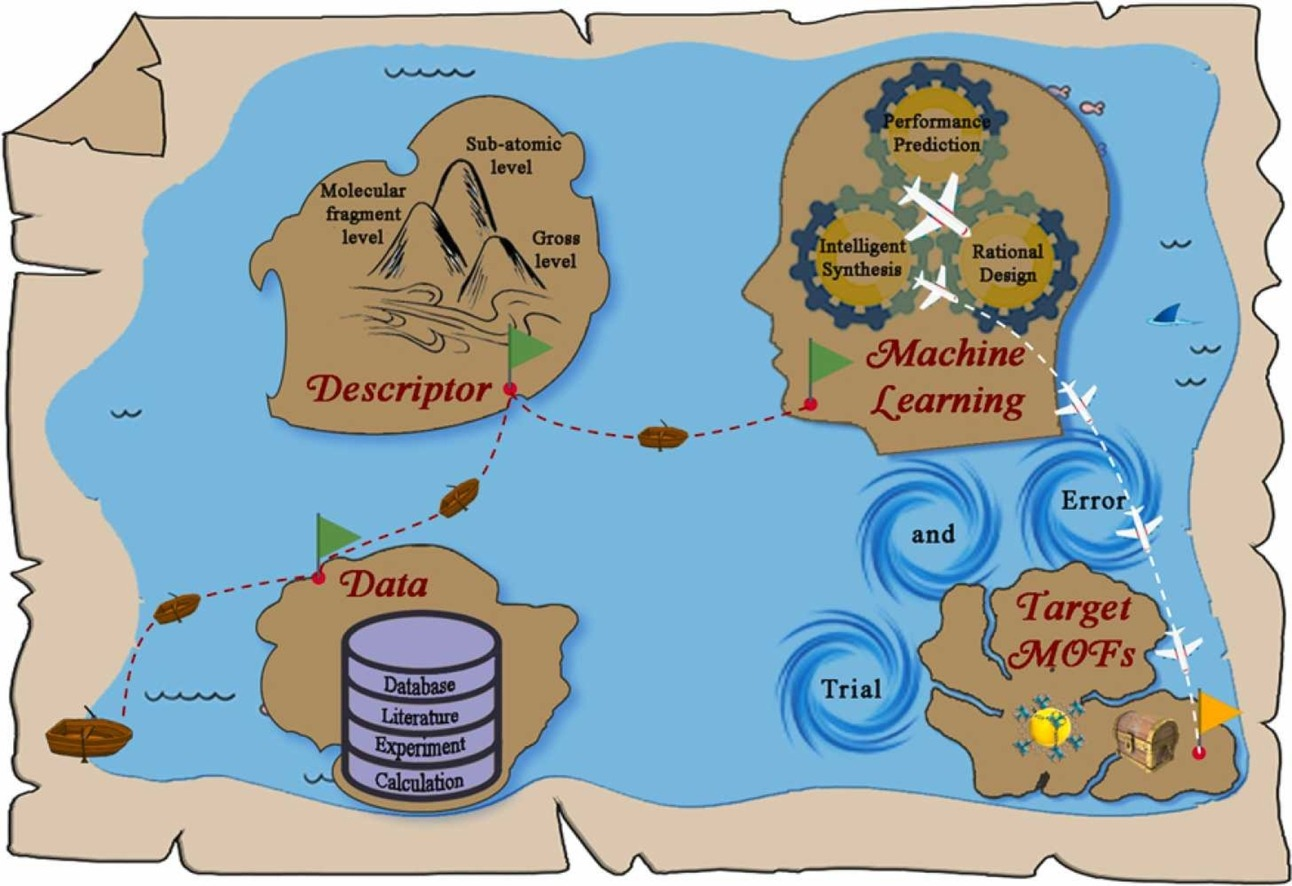 Sub-atomic
level
Molecular
fragment
level
Gross
level
Descriptor
Performance
Prediction
Intelligent
Synthesis
Rational
Design
Machine
Learning
Data
Database
Literature
Experiment
Calculation
Error
and
Trial
Target
MOFs